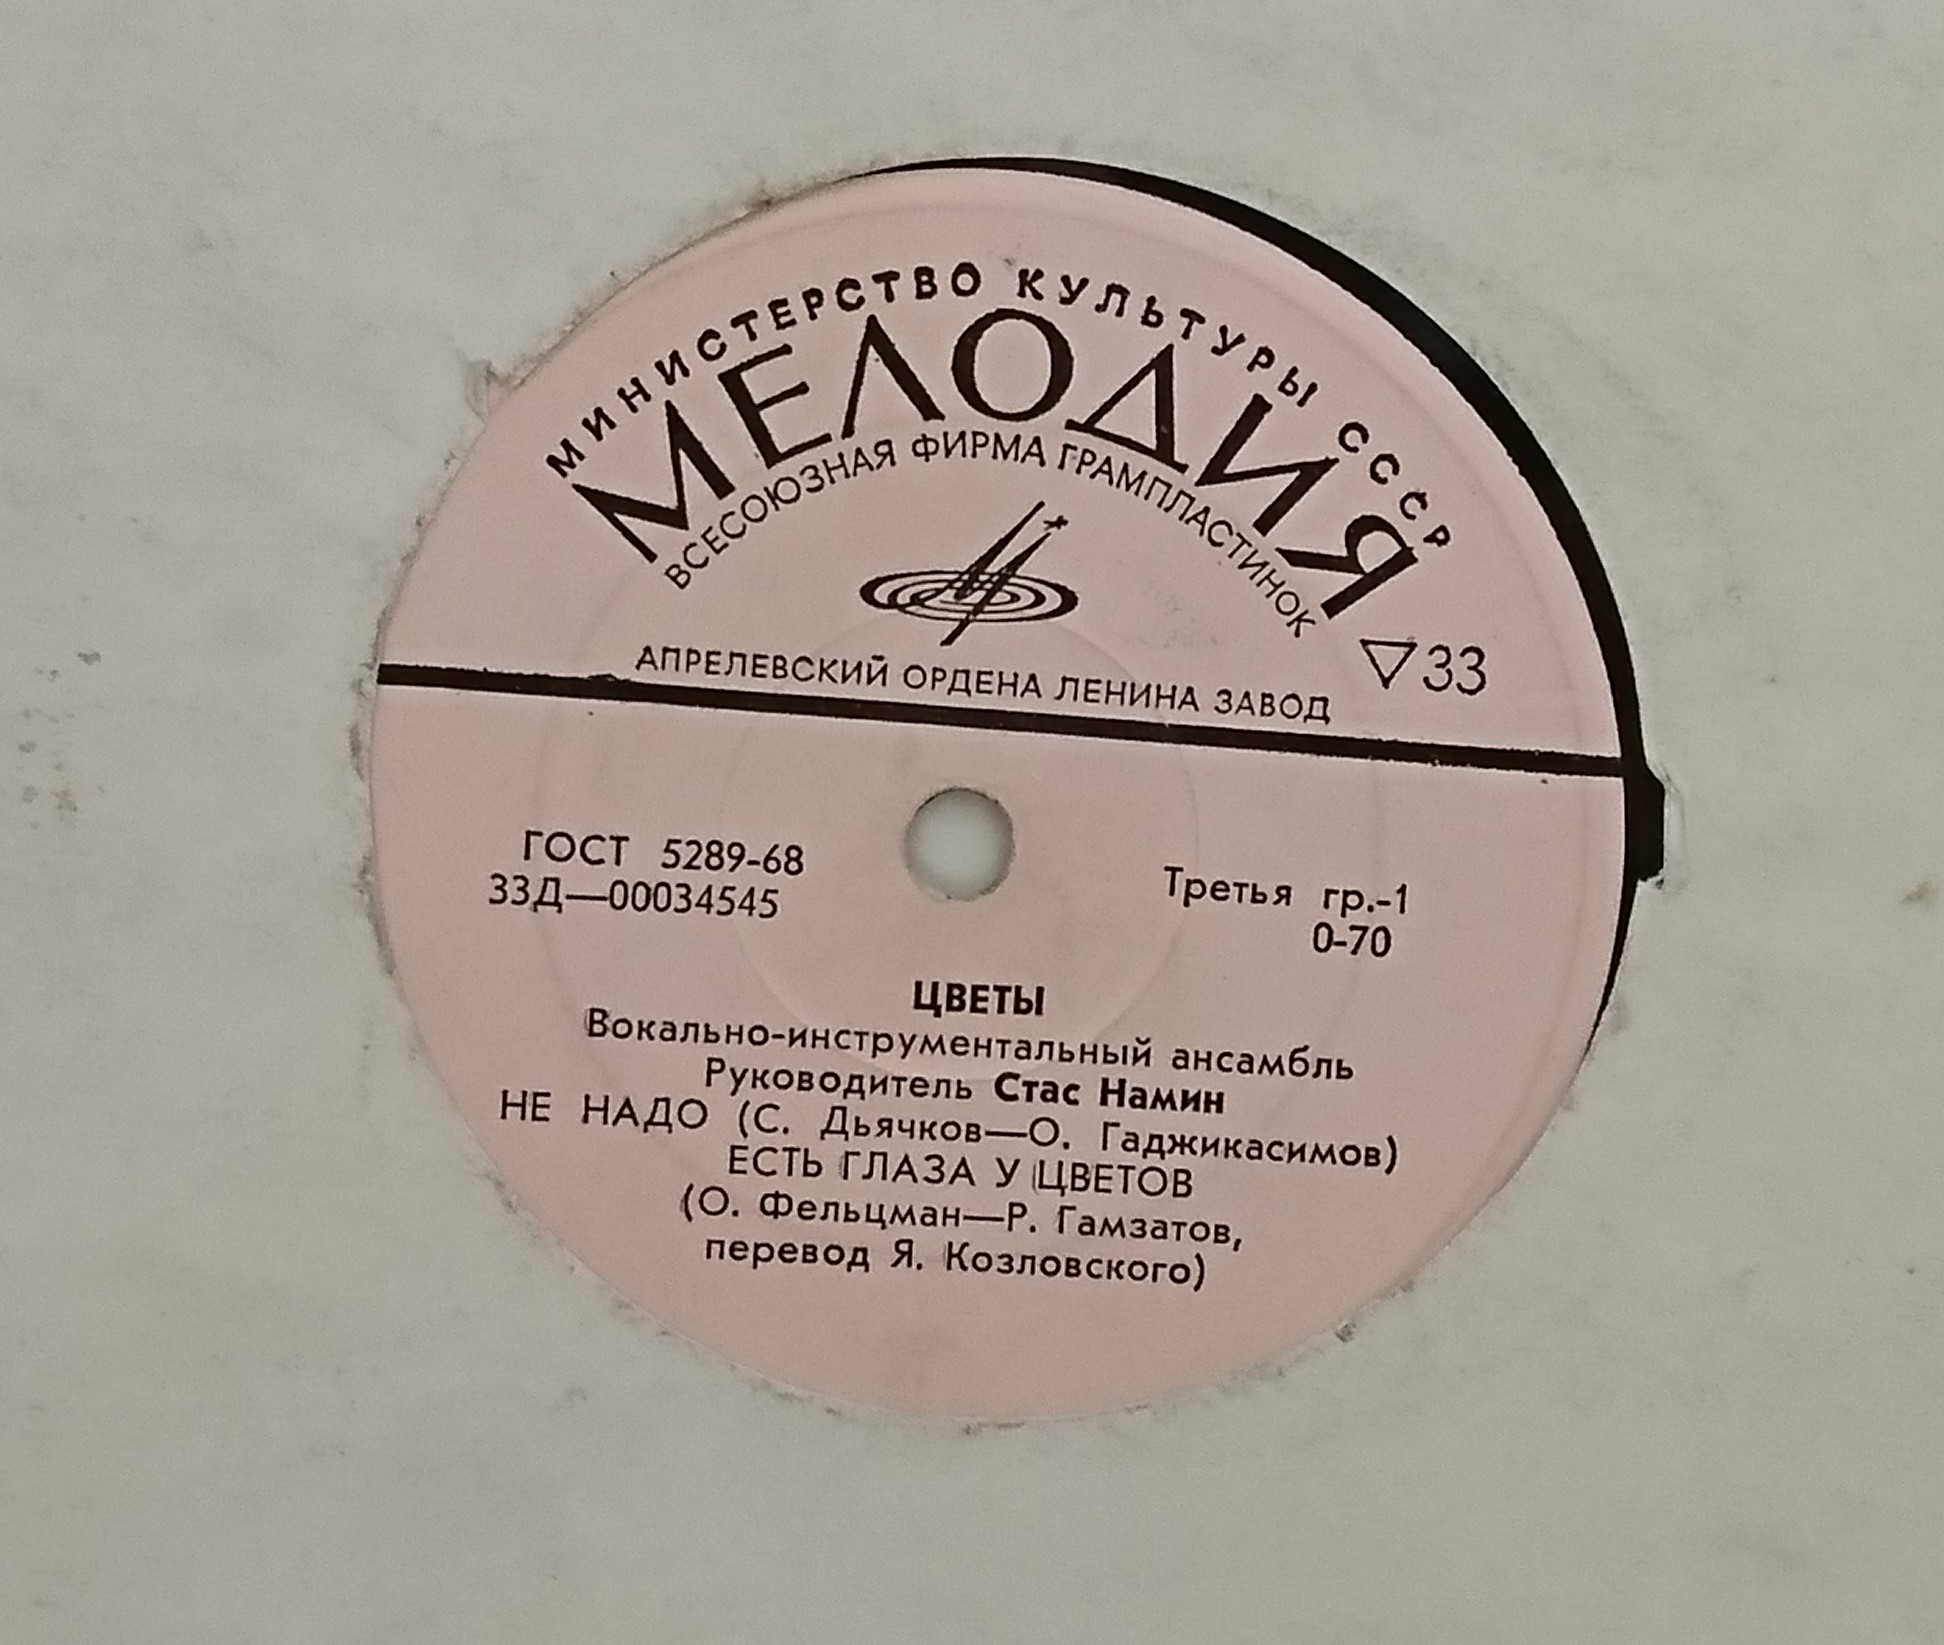 МИНИСТЕРСТВО КУЛЬТУРЫ СССР
МЕЛОДИЯ
ВСЕСОЮЗНАЯ ФИРМА ГРАМПЛАСТИНОК
▽33
АПРЕЛЕВСКИЙ ОРДЕНА ЛЕНИНА ЗАВОД
ГОСТ 5289-68
33Д—00034545
Третья гр.-1
0-70
ЦВЕТЫ
Вокально-инструментальный ансамбль
Руководитель Стас Намин
НЕ НАДО (С. Дьячков—О. Гаджикасимов)
ЕСТЬ ГЛАЗА У ЦВЕТОВ
(О. Фельцман—Р. Гамзатов,
перевод Я. Козловского)